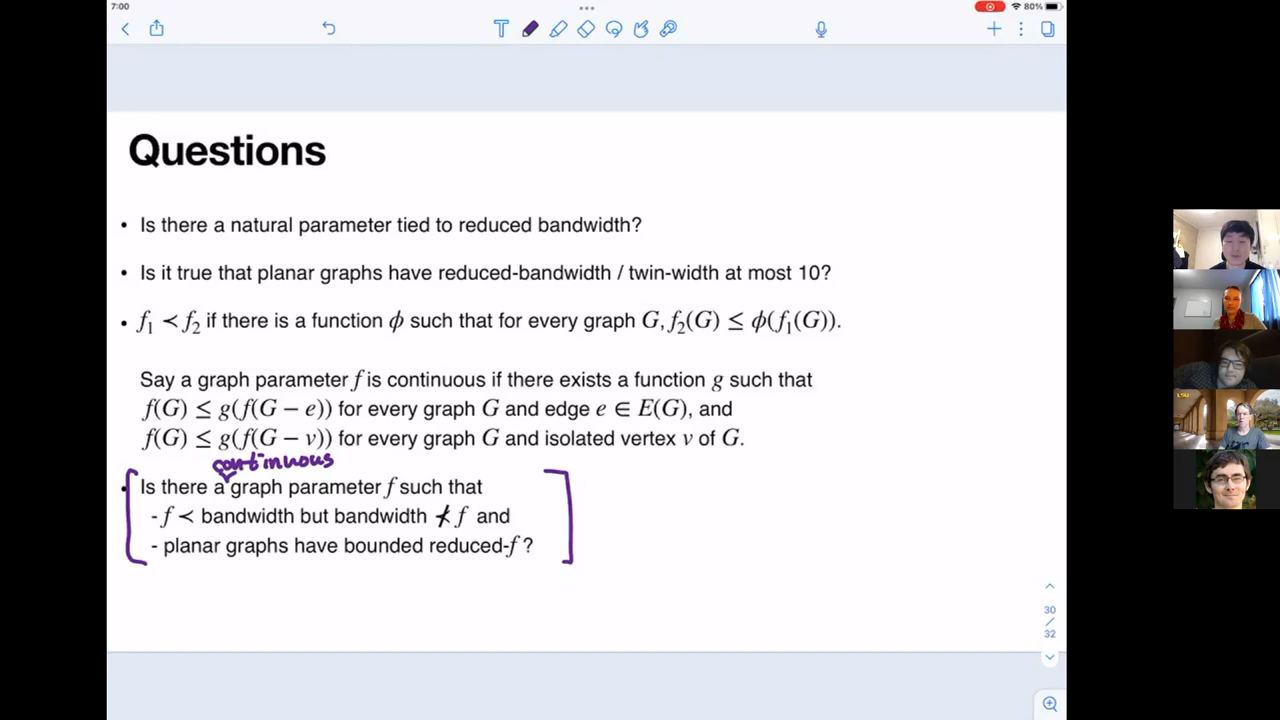 7:00
80%
T
Questions
• Is there a natural parameter tied to reduced bandwidth?
• Is it true that planar graphs have reduced-bandwidth / twin-width at most 10?
• f₁ ≺ f₂ if there is a function ϕ such that for every graph G, f₂(G) ≤ ϕ(f₁(G)).
Say a graph parameter f is continuous if there exists a function g such that
f(G) ≤ g(f(G − e)) for every graph G and edge e ∈ E(G), and
f(G) ≤ g(f(G − v)) for every graph G and isolated vertex v of G.
continuous
• Is there a graph parameter f such that
- f ≺ bandwidth but bandwidth ⊀ f and
- planar graphs have bounded reduced-f ?
30
/
32
LSU